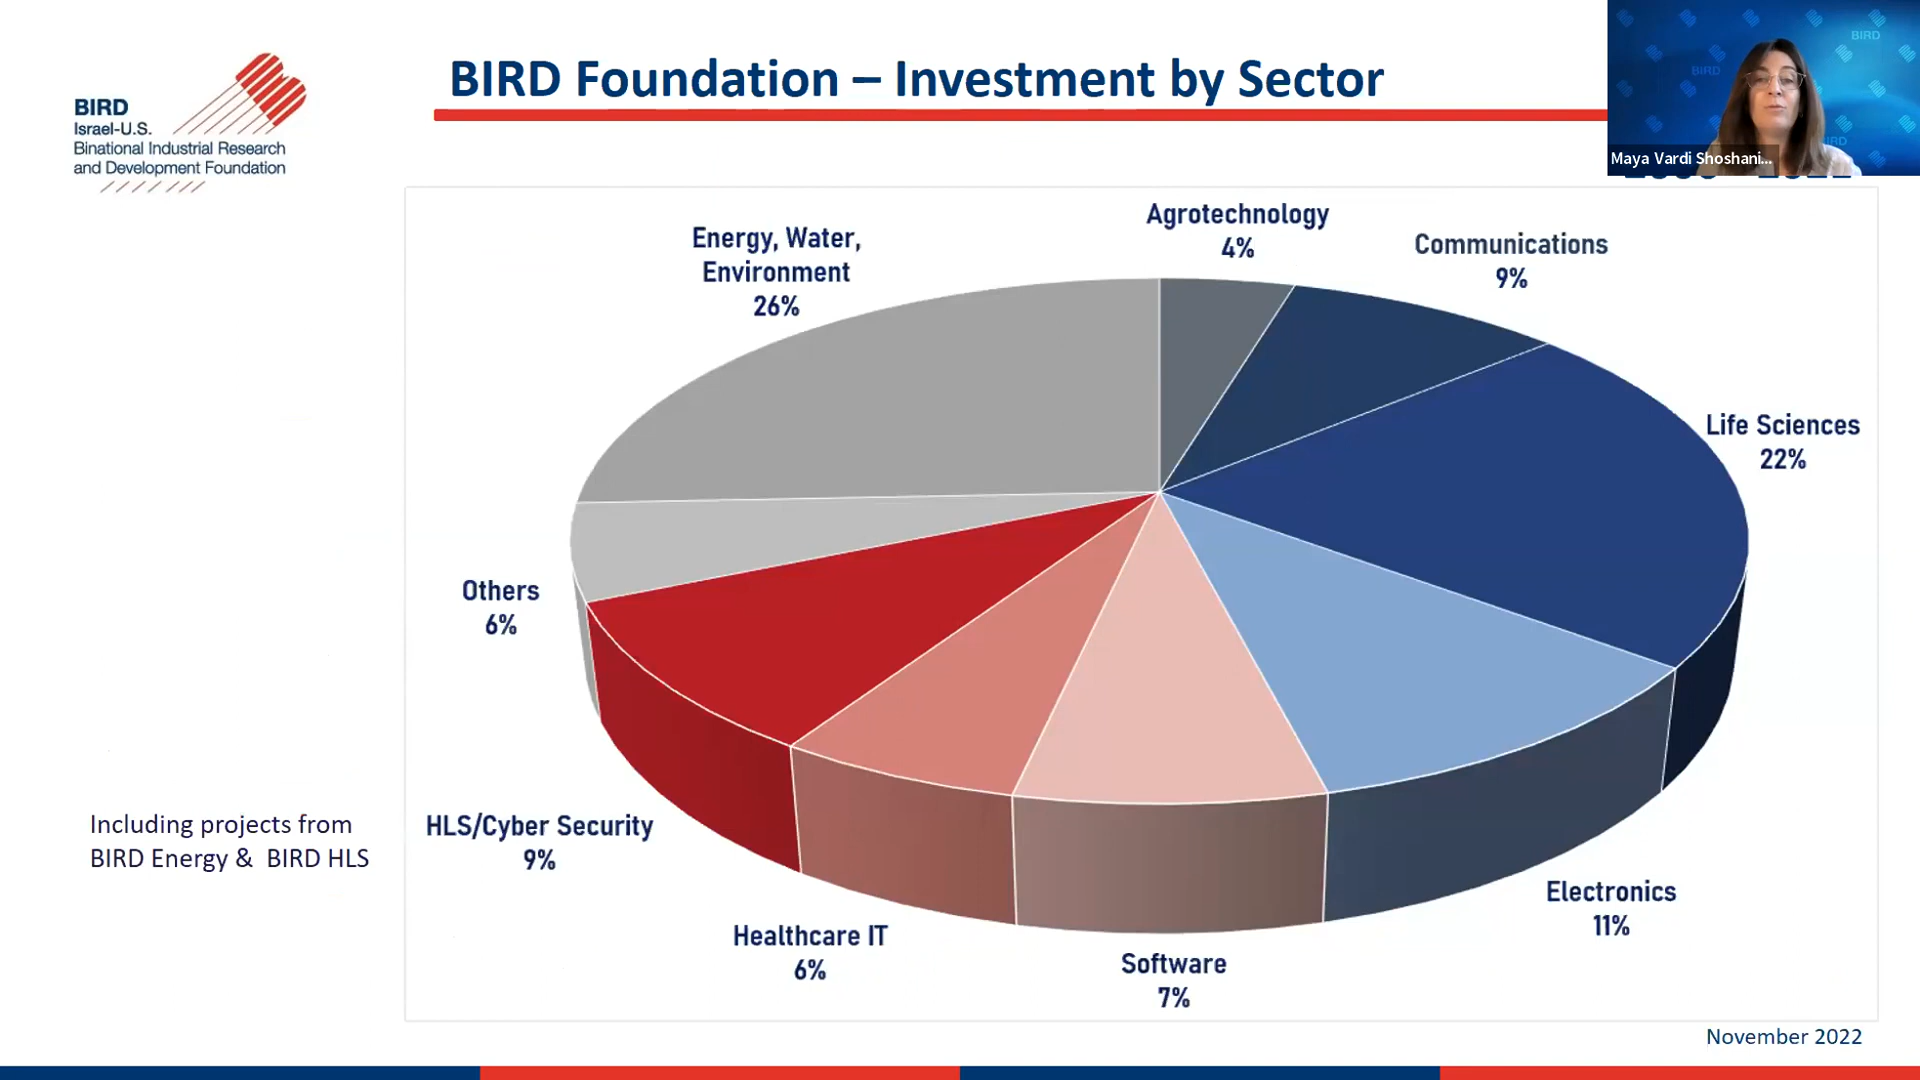 BIRD Foundation – Investment by Sector
BIRD
Israel-U.S.
Binational Industrial Research
and Development Foundation
BIRD
BIRD
Maya Vardi Shoshani...
Agrotechnology
4%
Communications
9%
Energy, Water,
Environment
26%
Life Sciences
22%
Others
6%
HLS/Cyber Security
9%
Including projects from
BIRD Energy & BIRD HLS
Electronics
11%
Healthcare IT
6%
Software
7%
November 2022